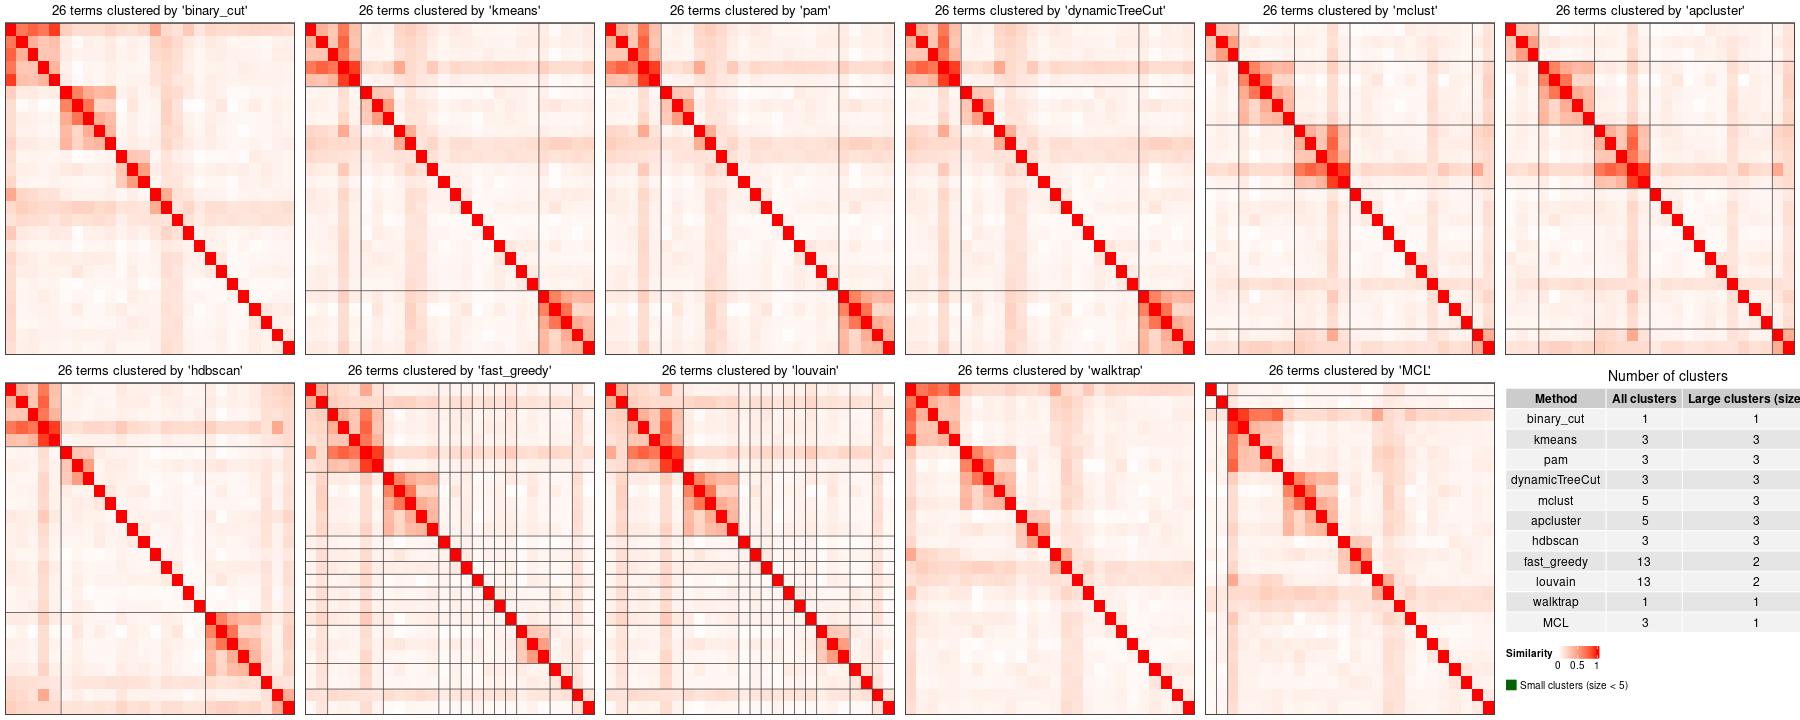 26 terms clustered by 'binary_cut'
26 terms clustered by 'kmeans'
26 terms clustered by 'pam'
26 terms clustered by 'dynamicTreeCut'
26 terms clustered by 'mclust'
26 terms clustered by 'apcluster'
26 terms clustered by 'hdbscan'
26 terms clustered by 'fast_greedy'
26 terms clustered by 'louvain'
26 terms clustered by 'walktrap'
26 terms clustered by 'MCL'
Number of clusters
Method All clusters Large clusters (size
binary_cut 1 1
kmeans 3 3
pam 3 3
dynamicTreeCut 3 3
mclust 5 3
apcluster 5 3
hdbscan 3 3
fast_greedy 13 2
louvain 13 2
walktrap 1 1
MCL 3 1
Similarity
0 0.5 1
Small clusters (size < 5)